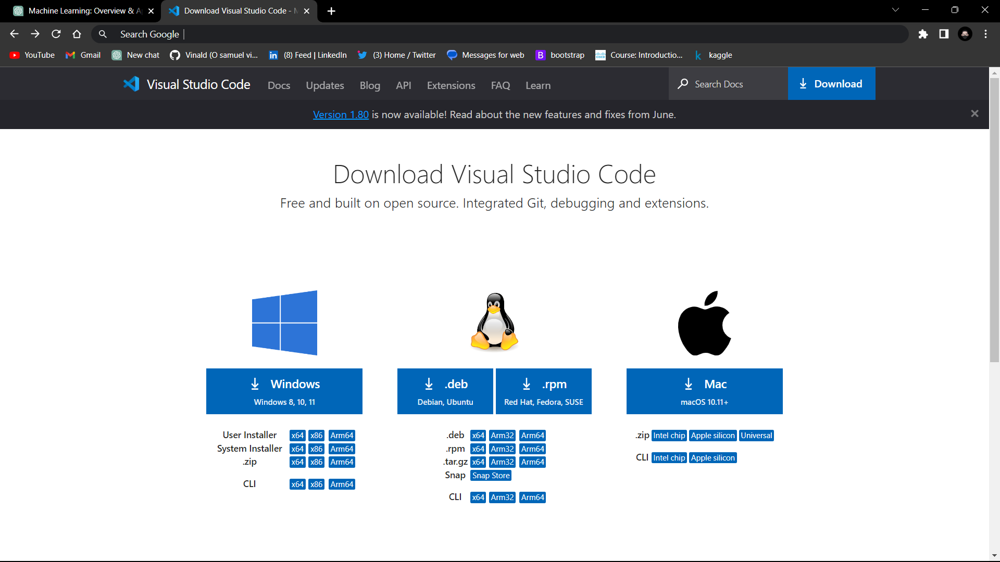 Machine Learning: Overview & A
Download Visual Studio Code -
Search Google
YouTube Gmail New chat Vinald (O samuel vi... (8) Feed | LinkedIn (3) Home / Twitter Messages for web bootstrap Course: Introductio... kaggle
Visual Studio Code Docs Updates Blog API Extensions FAQ Learn Search Docs Download
Version 1.80 is now available! Read about the new features and fixes from June.
Download Visual Studio Code
Free and built on open source. Integrated Git, debugging and extensions.
Windows
Windows 8, 10, 11
User Installer x64 x86 Arm64
System Installer x64 x86 Arm64
.zip x64 x86 Arm64
CLI x64 x86 Arm64
.deb
Debian, Ubuntu
.rpm
Red Hat, Fedora, SUSE
.deb x64 Arm32 Arm64
.rpm x64 Arm32 Arm64
.tar.gz x64 Arm32 Arm64
Snap Snap Store
CLI x64 Arm32 Arm64
Mac
macOS 10.11+
.zip Intel chip Apple silicon Universal
CLI Intel chip Apple silicon